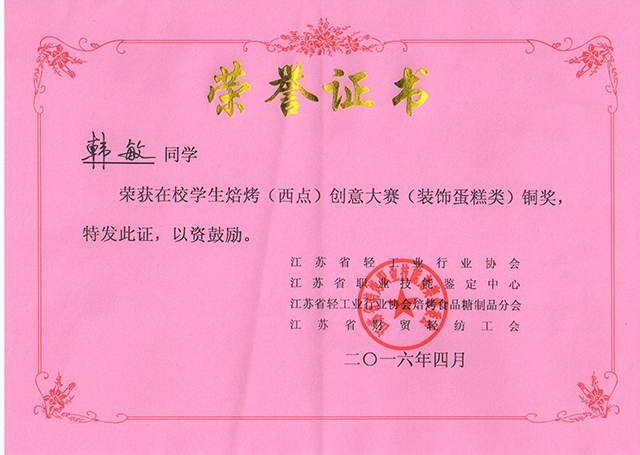 荣誉证书
韩敏 同学
荣获在校学生焙烤（西点）创意大赛（装饰蛋糕类）铜奖，
特发此证，以资鼓励。
江苏省轻工业行业协会
江苏省职业技能鉴定中心
江苏省轻工业行业协会焙烤食品糖制品分会
江苏省财贸轻纺工会
二〇一六年四月